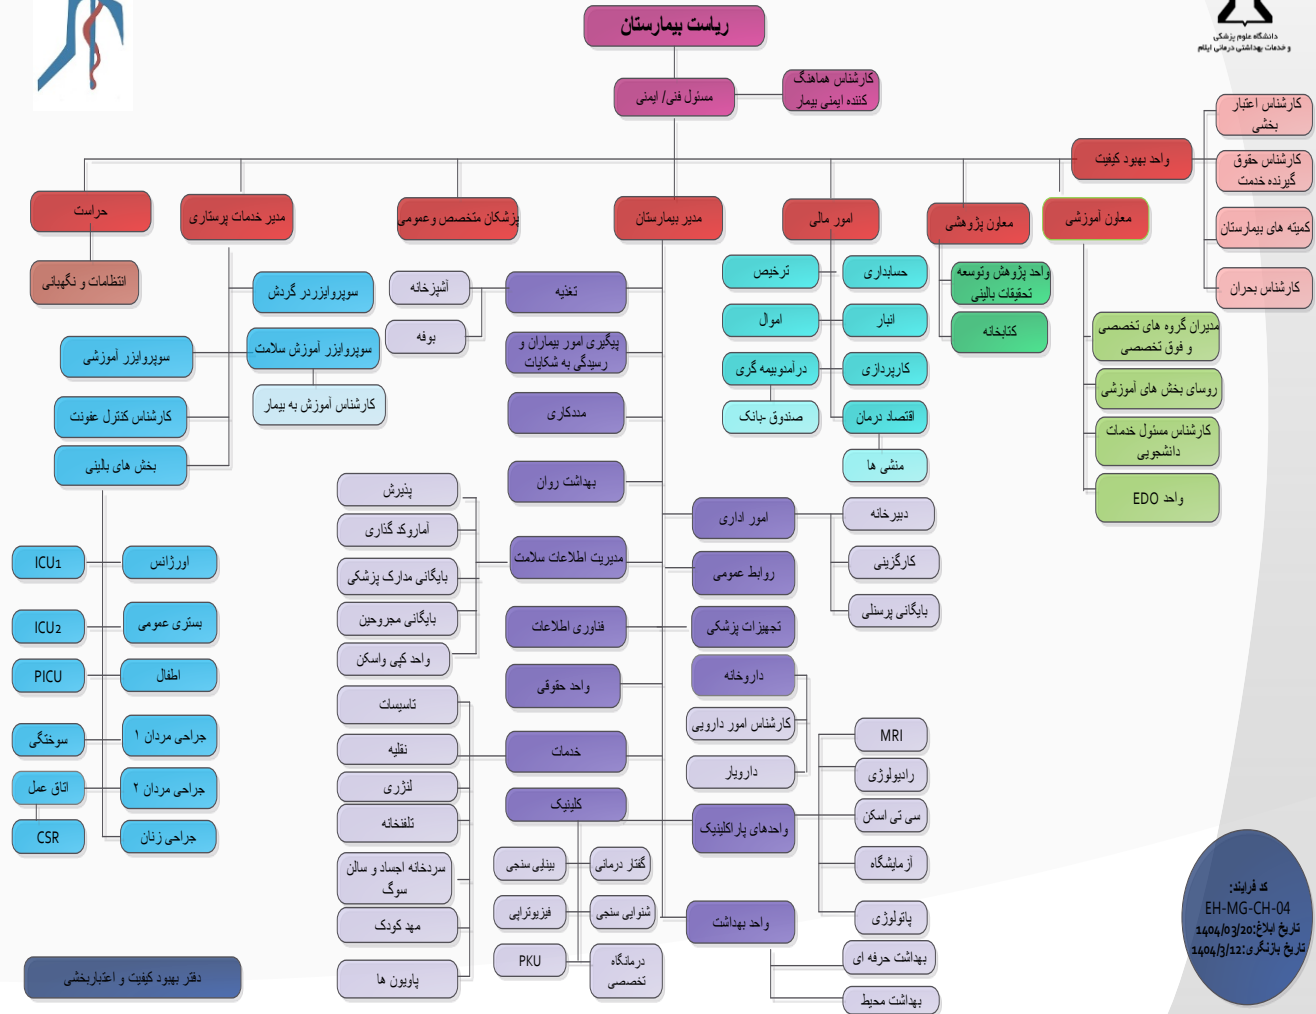 ریاست بیمارستان
دانشگاه علوم پزشکی
و خدمات بهداشتی درمانی ایلام
مسئول فنی/ ایمنی
کارشناس هماهنگ
کننده ایمنی بیمار
واحد بهبود کیفیت
کارشناس اعتبار
بخشی
کارشناس حقوق
گیرنده خدمت
کمیته های بیمارستان
کارشناس بحران
معاون آموزشی
معاون پژوهشی
امور مالی
مدیر بیمارستان
پزشکان متخصص وعمومی
مدیر خدمات پرستاری
حراست
مدیران گروه های تخصصی
و فوق تخصصی
روسای بخش های آموزشی
کارشناس مسئول خدمات
دانشجویی
واحد EDO
واحد پژوهش وتوسعه
تحقیقات بالینی
کتابخانه
حسابداری
ترخیص
انبار
اموال
کارپردازی
درآمدوبیمه گری
اقتصاد درمان
صندوق -بانک
منشی ها
تغذیه
آشپزخانه
بوفه
پیگیری امور بیماران و
رسیدگی به شکایات
مددکاری
بهداشت روان
مدیریت اطلاعات سلامت
پذیرش
آماروکد گذاری
بایگانی مدارک پزشکی
بایگانی مجروحین
واحد کپی واسکن
فناوری اطلاعات
واحد حقوقی
خدمات
تاسیسات
نقلیه
لنژری
تلفنخانه
سردخانه اجساد و سالن
سوگ
مهد کودک
پاویون ها
کلینیک
گفتار درمانی
بینایی سنجی
شنوایی سنجی
فیزیوتراپی
درمانگاه
تخصصی
PKU
امور اداری
دبیرخانه
کارگزینی
بایگانی پرسنلی
روابط عمومی
تجهیزات پزشکی
داروخانه
کارشناس امور دارویی
دارویار
واحدهای پاراکلینیک
MRI
رادیولوژی
سی تی اسکن
آزمایشگاه
پاتولوژی
واحد بهداشت
بهداشت حرفه ای
بهداشت محیط
سوپروایزردر گردش
سوپروایزر آموزش سلامت
سوپروایزر آموزشی
کارشناس آموزش به بیمار
کارشناس کنترل عفونت
بخش های بالینی
اورژانس
ICU1
بستری عمومی
ICU2
اطفال
PICU
جراحی مردان ۱
سوختگی
جراحی مردان ۲
اتاق عمل
جراحی زنان
CSR
انتظامات و نگهبانی
کد فرایند:
EH-MG-CH-04
تاریخ ابلاغ:1404/03/20
تاریخ بازنگری:1404/3/12
دفتر بهبود کیفیت و اعتباربخشی